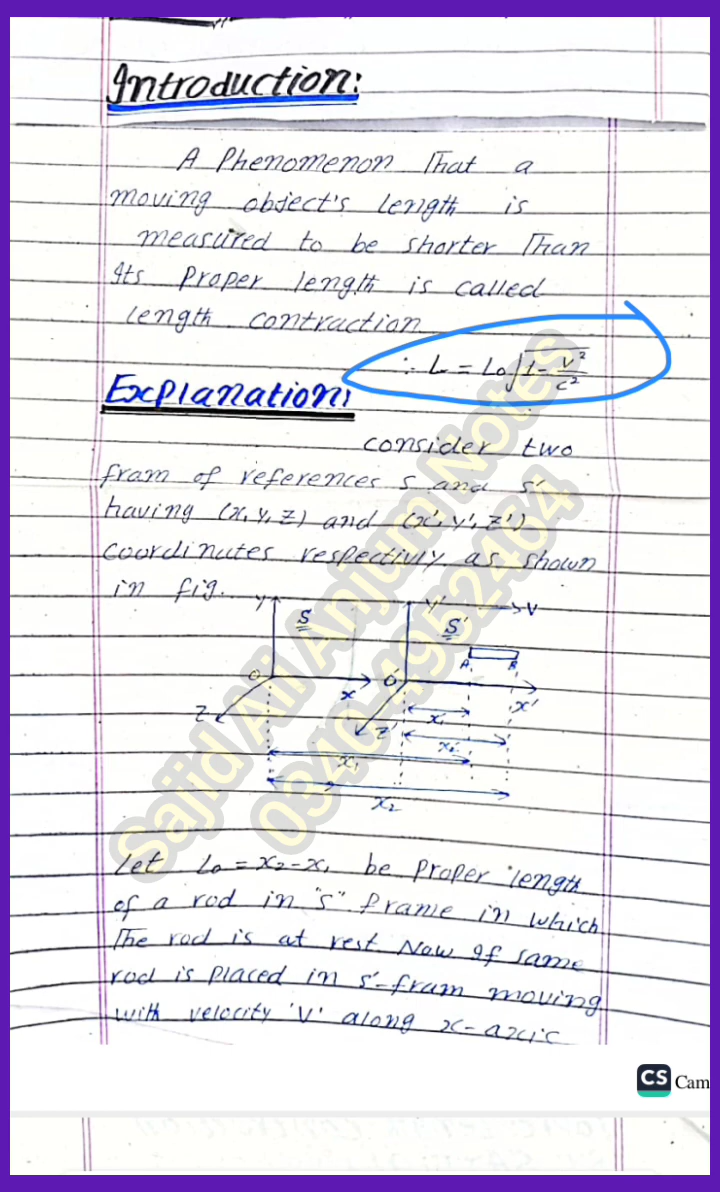 Introduction:
A Phenomenon That a
moving object's length is
measured to be shorter Than
Its Proper length is called
length contraction
∴ L = L₀√1-v²/c²
Explanation:
consider two
fram of references s and s'
having (x, y, z) and (x', y', z')
coordinates respectivly as shown
in fig.
Y S Y' S' V
A B
O x O' x'
Z Z' x₁' x₂'
x₁
x₂
Let L₀ = x₂-x₁ be Proper length
of a rod in "s" frame in which
The rod is at rest Now If same
rod is placed in s'-fram moving
with velocity 'v' along x-axis
Sajid Ali Anjum Notes
0340-4952464
CS Cam